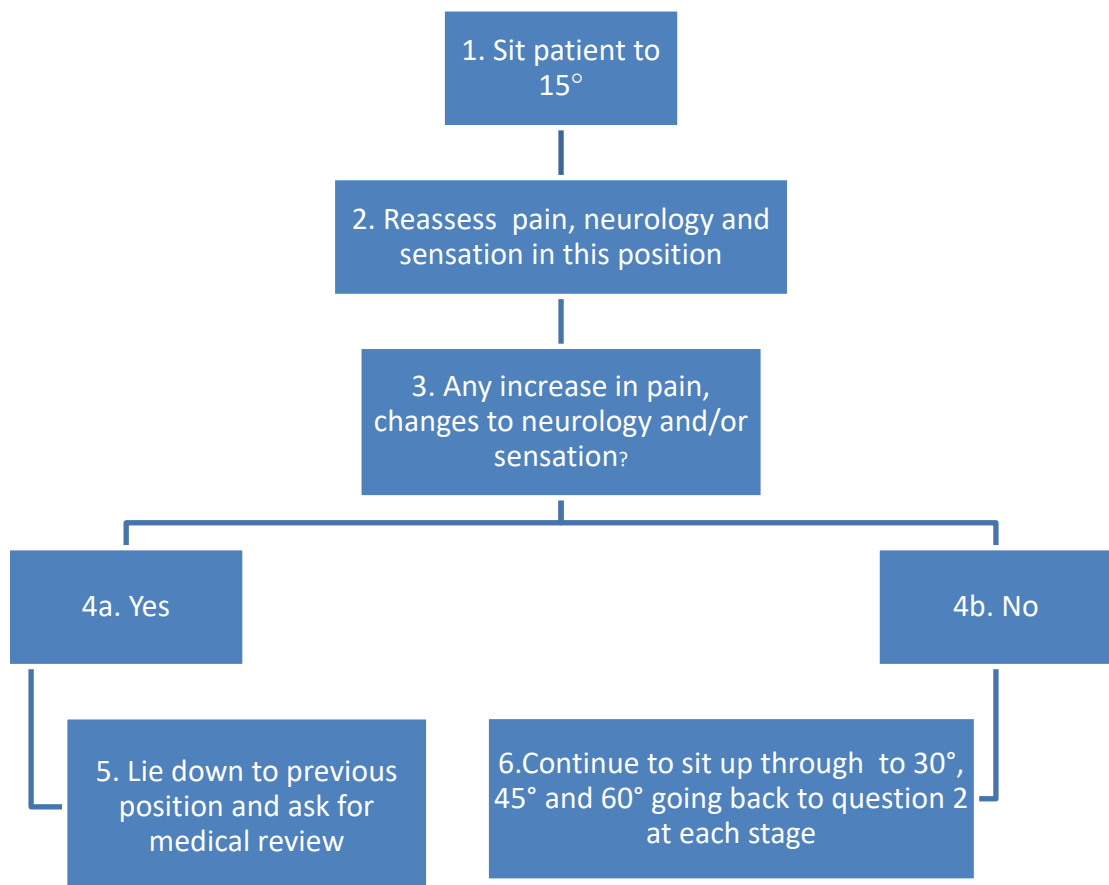 1. Sit patient to
15°
2. Reassess  pain, neurology and
sensation in this position
3. Any increase in pain,
changes to neurology and/or
sensation?
4a. Yes
4b. No
5. Lie down to previous
position and ask for
medical review
6.Continue to sit up through  to 30°,
45° and 60° going back to question 2
at each stage